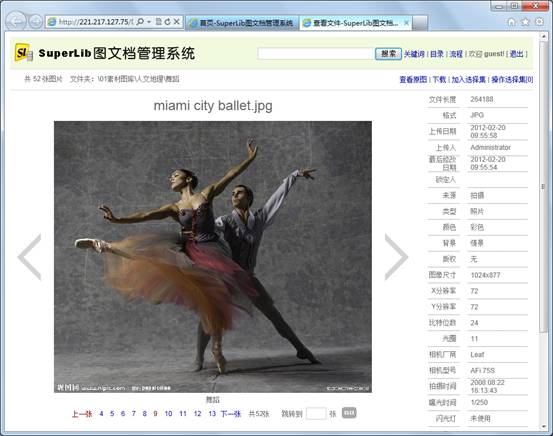 http://221.217.127.75/
首页-SuperLib图文档管理系统
查看文件-SuperLib图文档...
SL SuperLib图文档管理系统
搜索 关键词 | 目录 | 流程 | 欢迎 guest! [ 退出 ]
共 52 张图片 文件夹: \01素材图库\人文地理\舞蹈
查看原图 | 下载 | 加入选择集 | 操作选择集[0]
miami city ballet.jpg
昵图网
www.nipic.com
舞蹈
上一张 4 5 6 7 8 9 10 11 12 13 下一张 共52张 跳转到 张 GO
文件长度 264188
格式 JPG
上传日期 2012-02-20 09:55:58
上传人 Administrator
最后修改日期 2012-02-20 09:55:54
锁定人
来源 拍摄
类型 照片
颜色 彩色
背景 情景
版权 无
图像尺寸 1024x877
X分辨率 72
Y分辨率 72
比特位数 24
光圈 11
相机厂商 Leaf
相机型号 AFi 75S
拍摄时间 2008:08:22 16:13:43
曝光时间 1/250
闪光灯 未使用